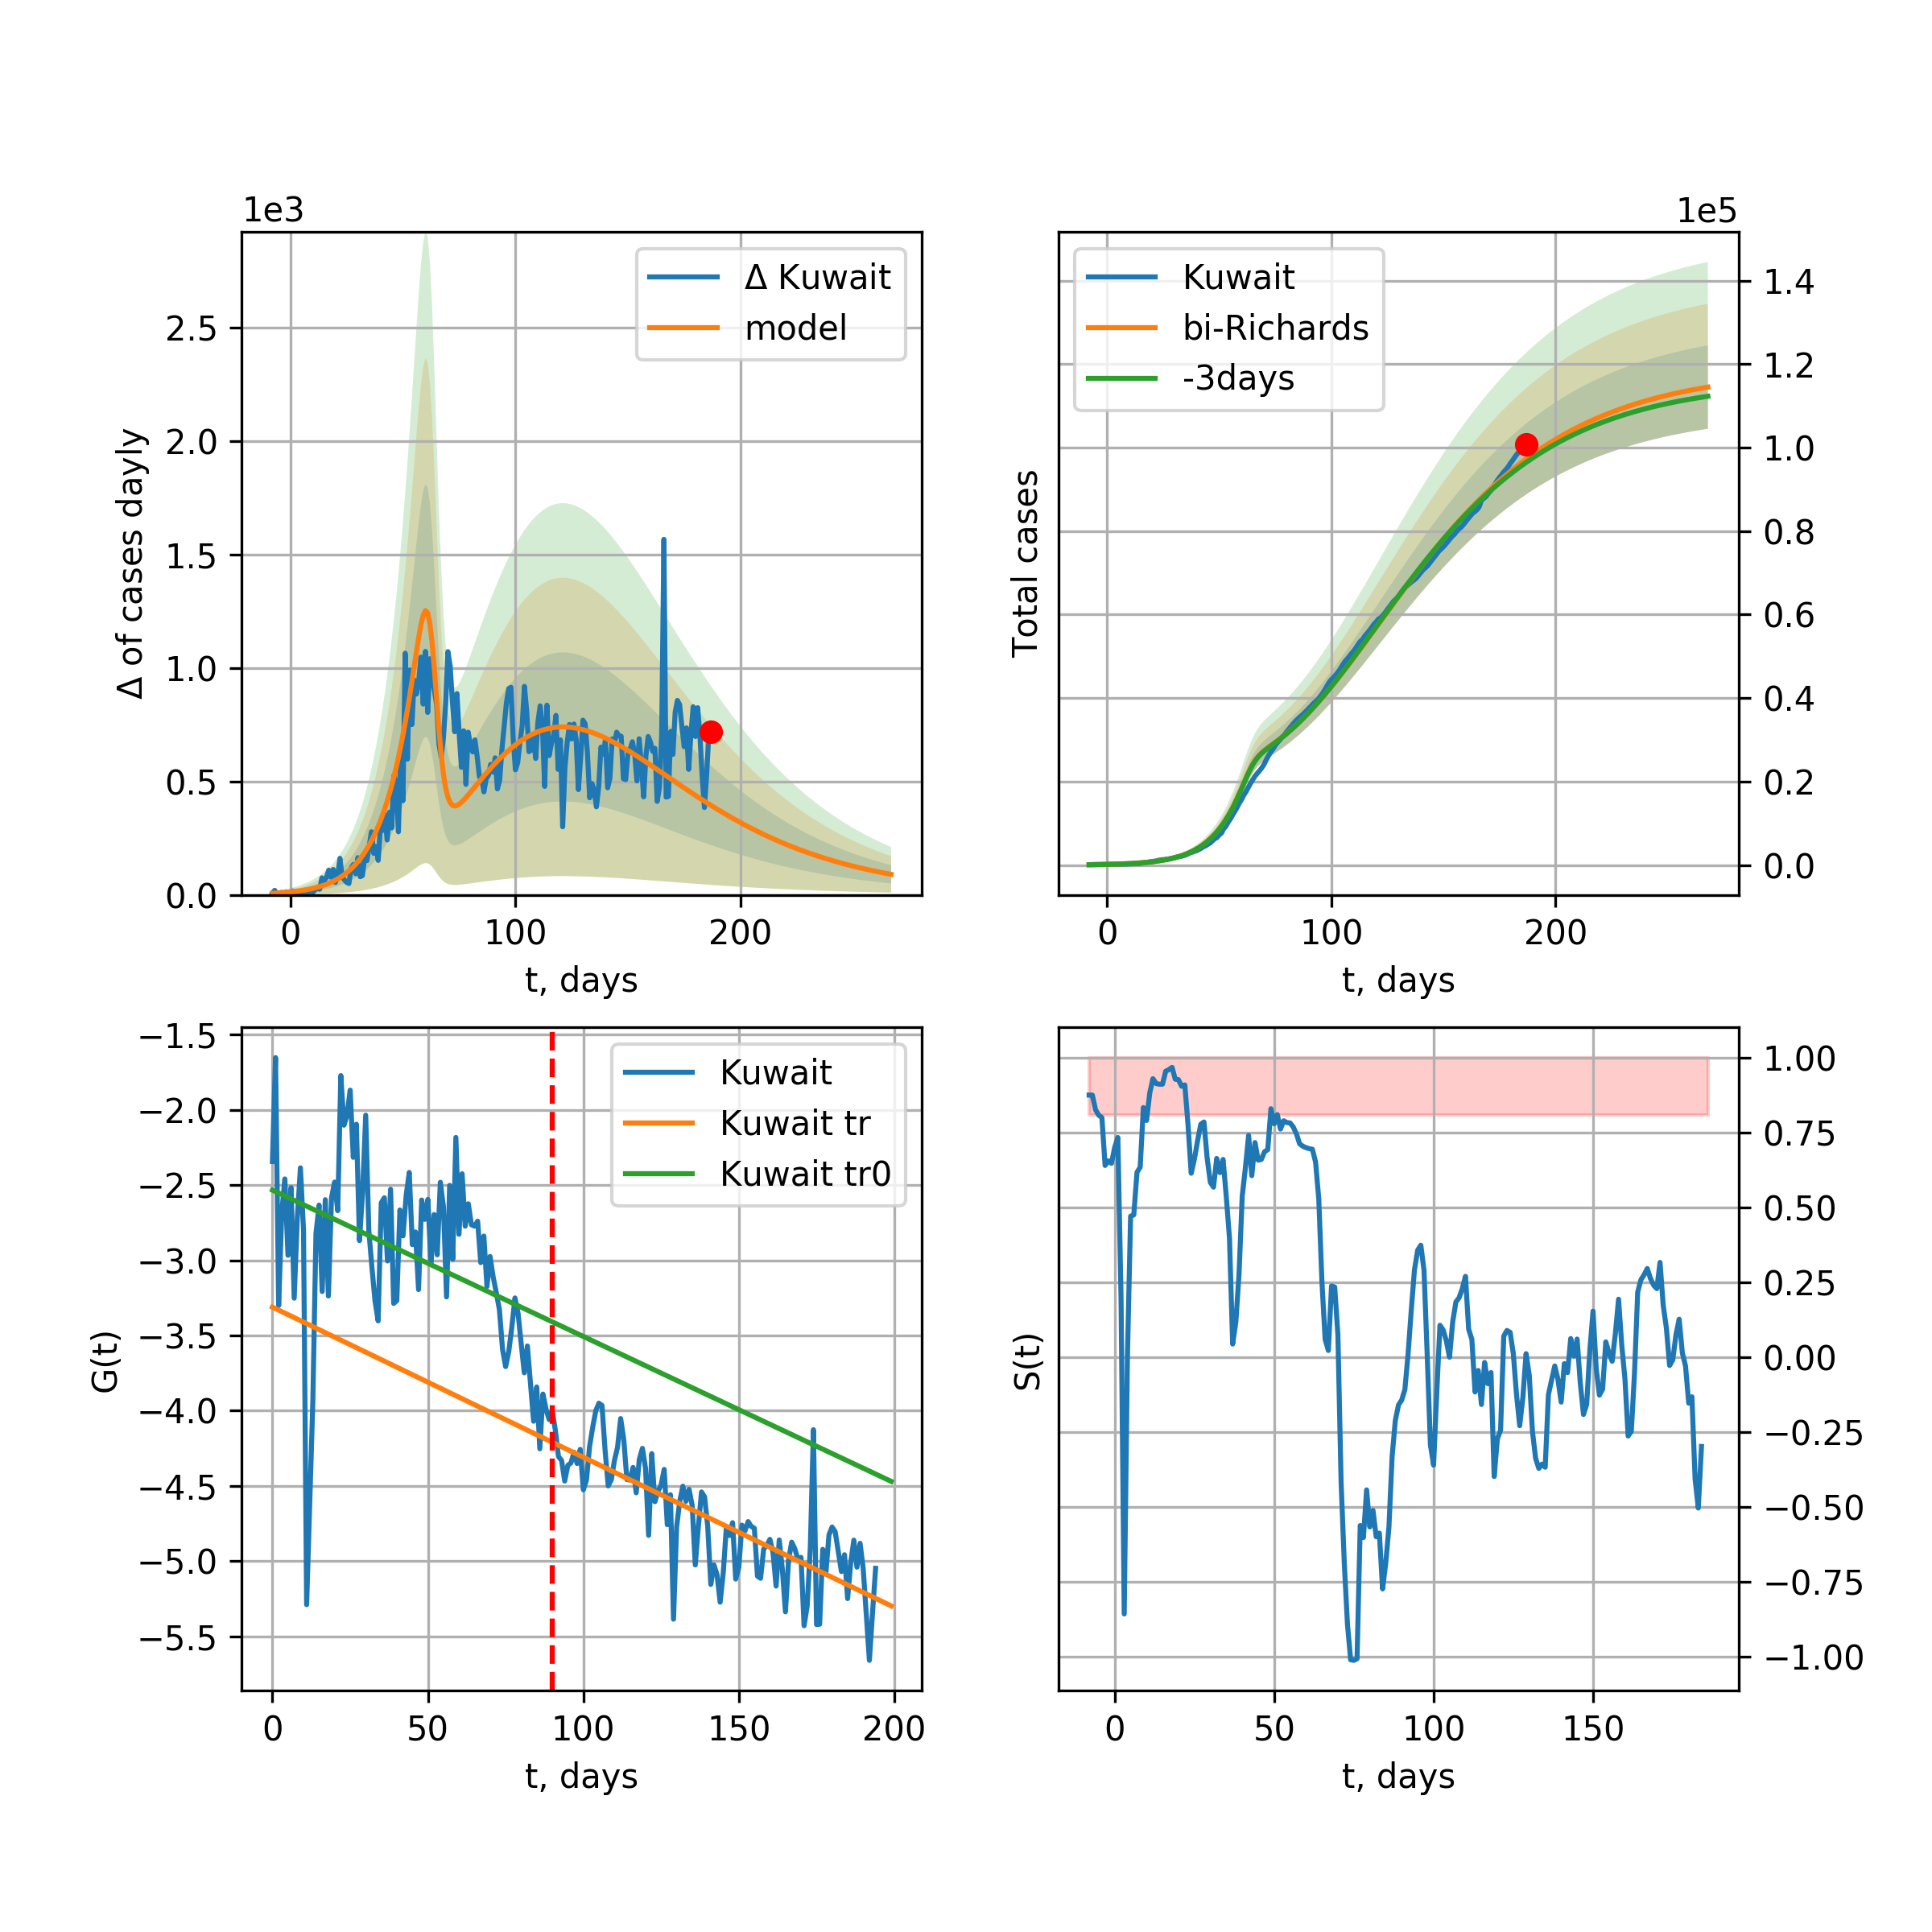 1e3
Δ of cases dayly
2.5
2.0
1.5
1.0
0.5
0.0
Δ Kuwait
model
0 100 200
t, days
1e5
Total cases
Kuwait
bi-Richards
-3days
1.4
1.2
1.0
0.8
0.6
0.4
0.2
0.0
0 100 200
t, days
G(t)
−1.5
−2.0
−2.5
−3.0
−3.5
−4.0
−4.5
−5.0
−5.5
Kuwait
Kuwait tr
Kuwait tr0
0 50 100 150 200
t, days
S(t)
1.00
0.75
0.50
0.25
0.00
−0.25
−0.50
−0.75
−1.00
0 50 100 150
t, days